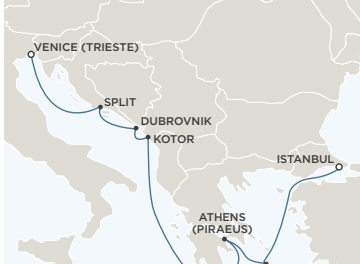 VENICE (TRIESTE)
SPLIT
DUBROVNIK
KOTOR
ISTANBUL
ATHENS
(PIRAEUS)